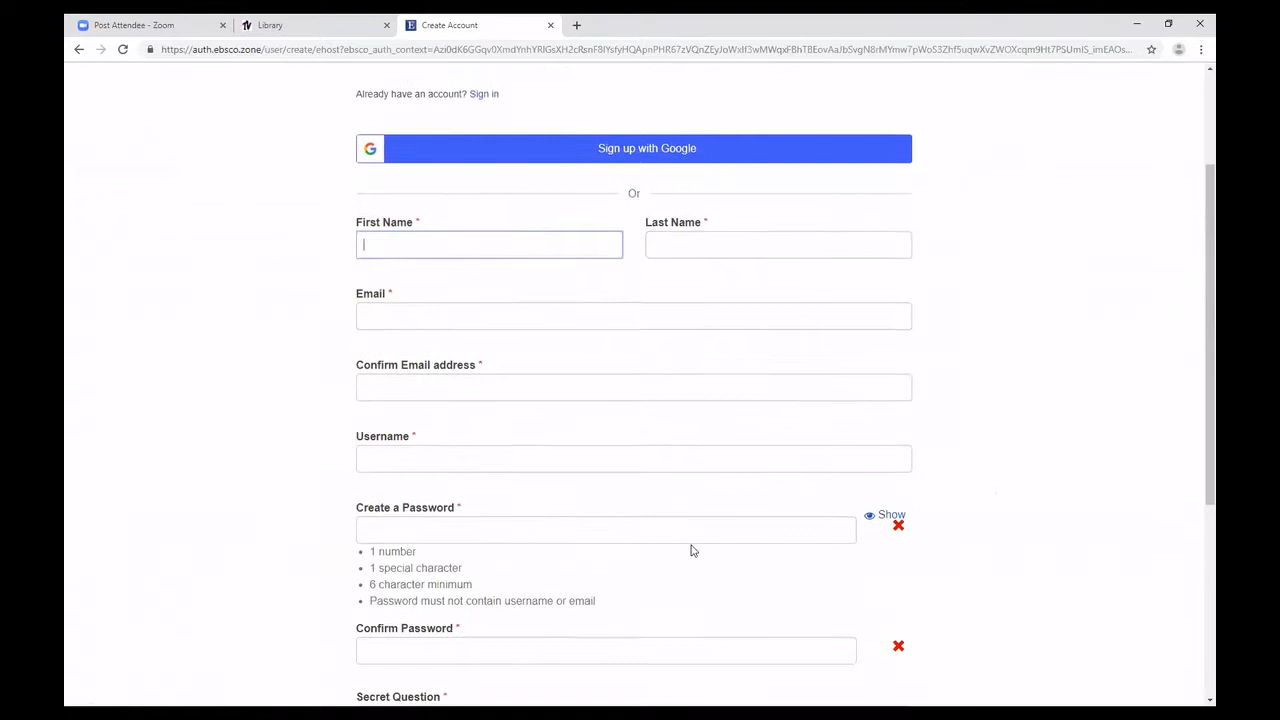 Post Attendee - Zoom
Library
Create Account
Already have an account? Sign in
Sign up with Google
Or
First Name *
Last Name *
Email *
Confirm Email address *
Username *
Create a Password *
Show
1 number
1 special character
6 character minimum
Password must not contain username or email
Confirm Password *
Secret Question *